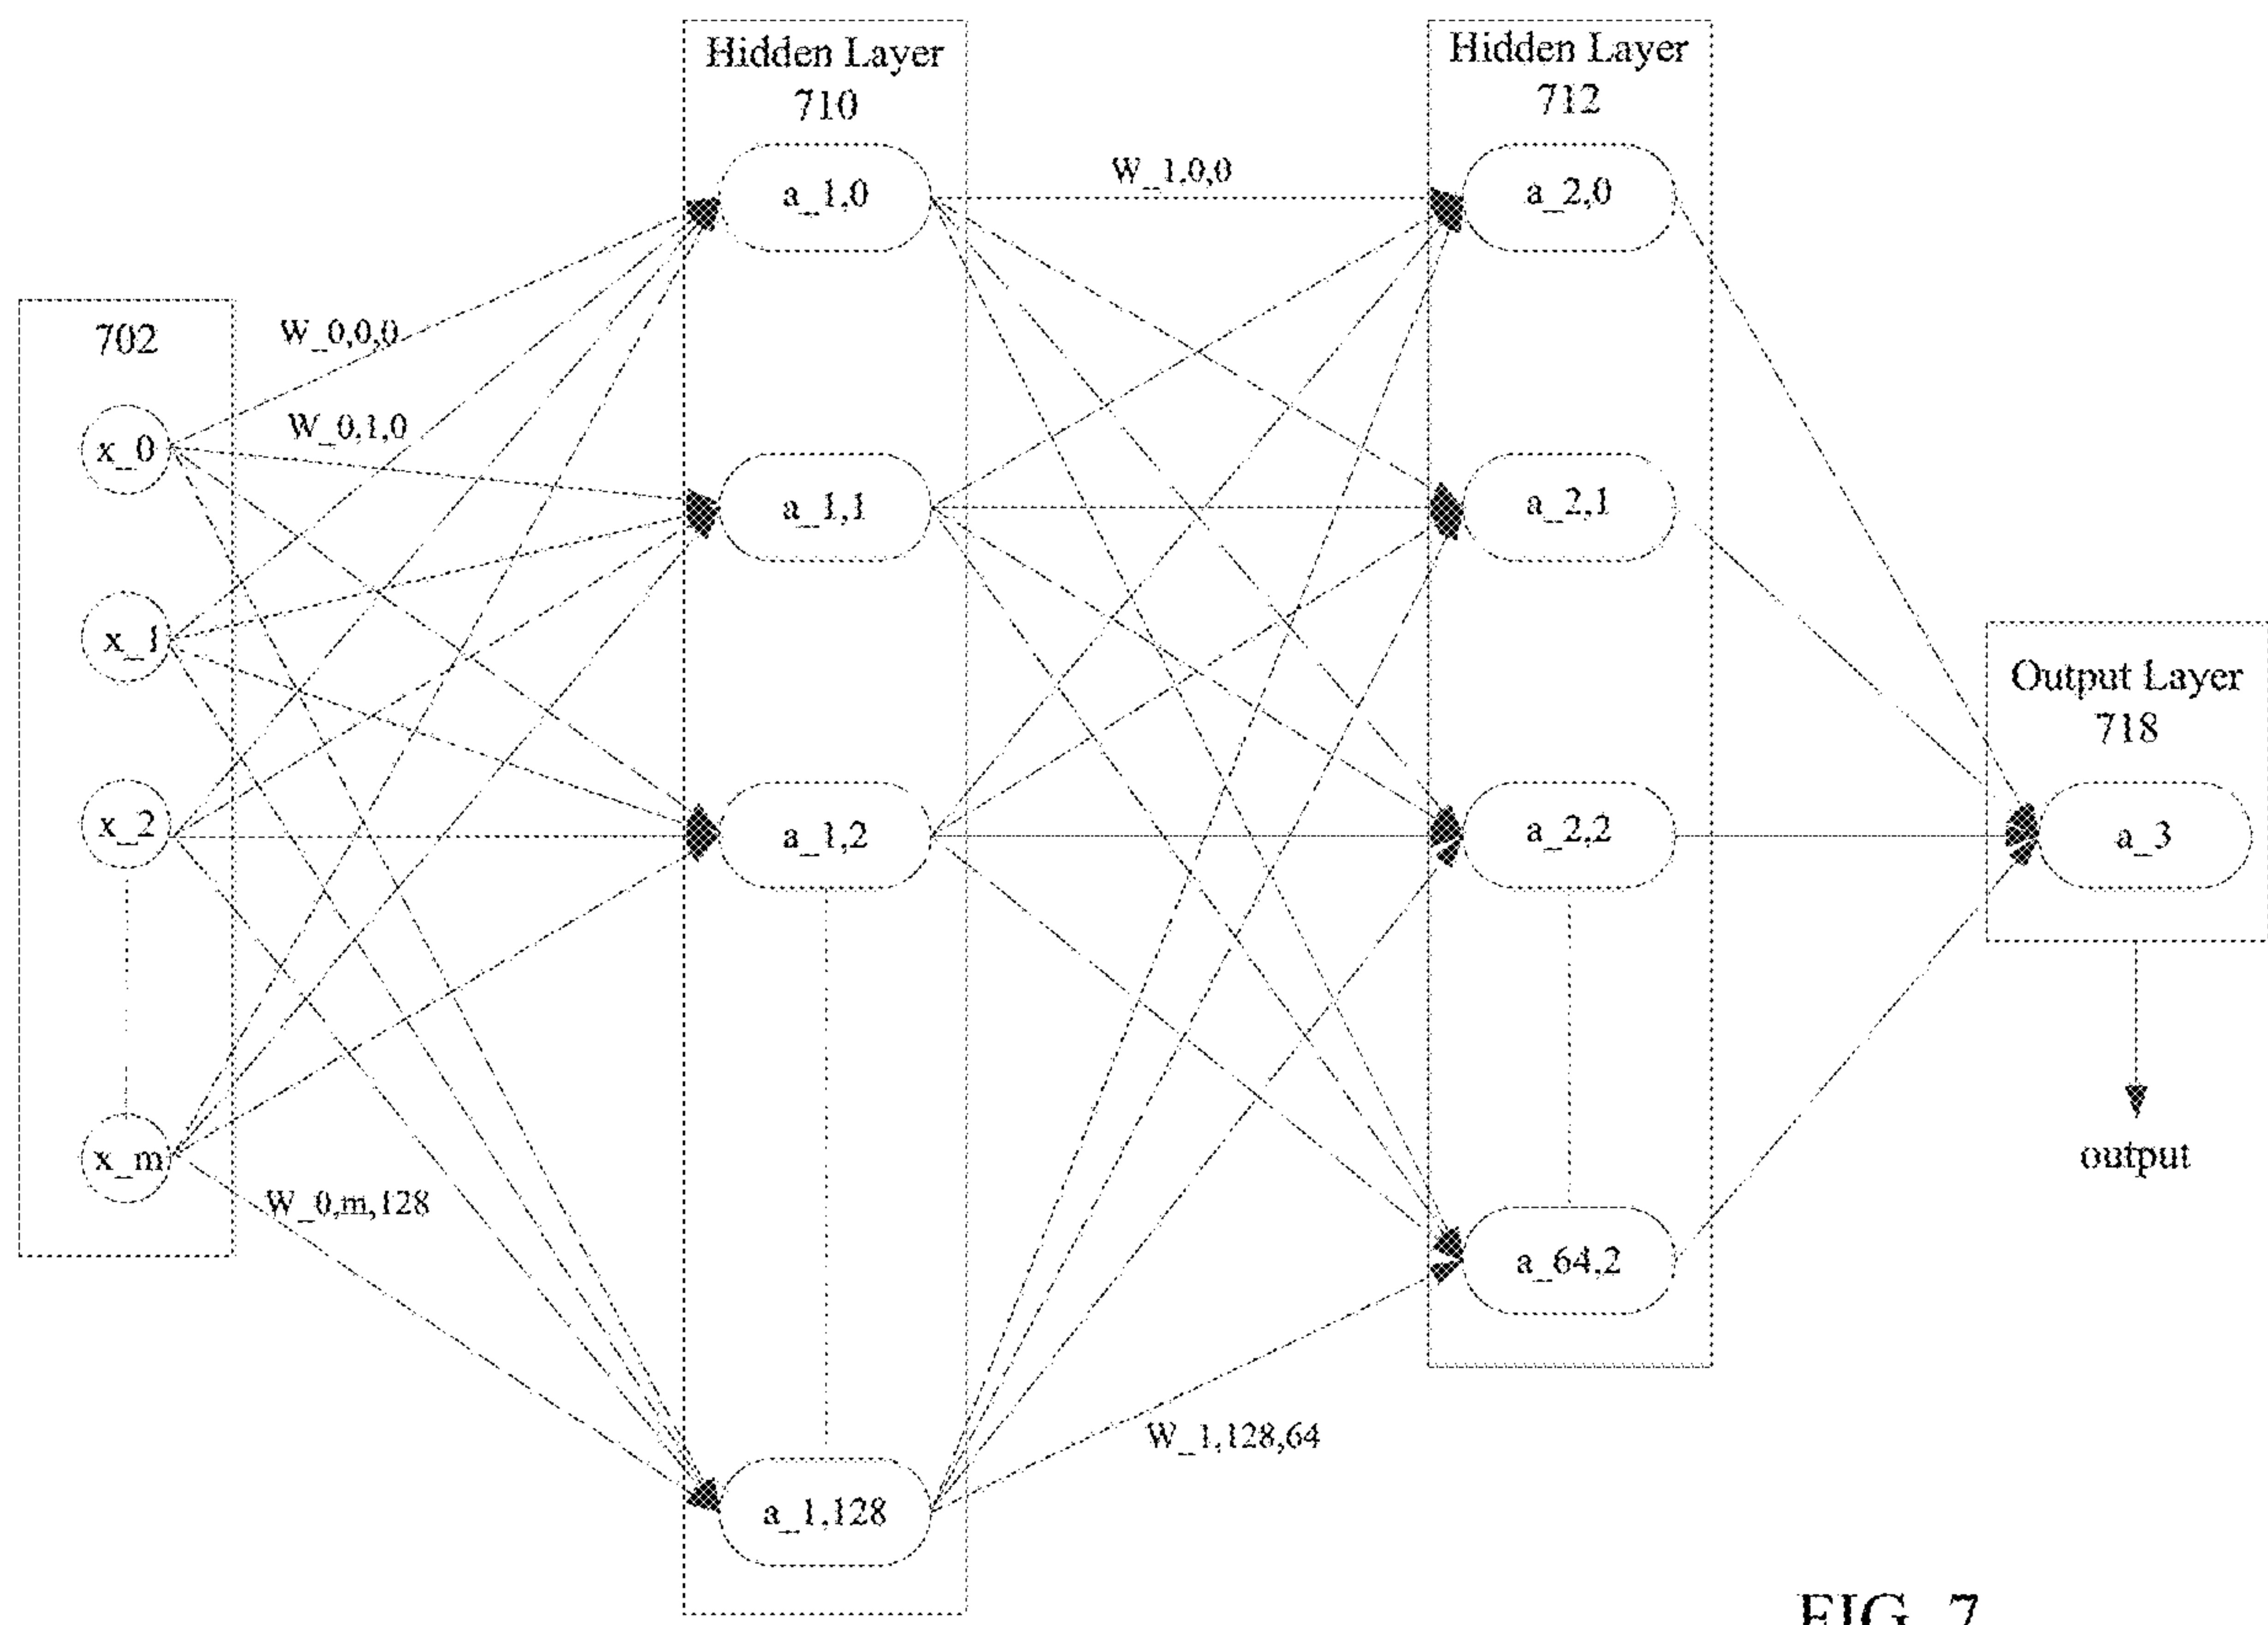 Hidden Layer
710
Hidden Layer
712
a_1,0
W_1,0,0
a_2,0
702
W_0,0,0
x_0
W_0,1,0
a_1,1
a_2,1
x_1
Output Layer
718
x_2
a_1,2
a_2,2
a_3
x_m
W_0,m,128
output
a_64,2
W_1,128,64
a_1,128
FIG. 7